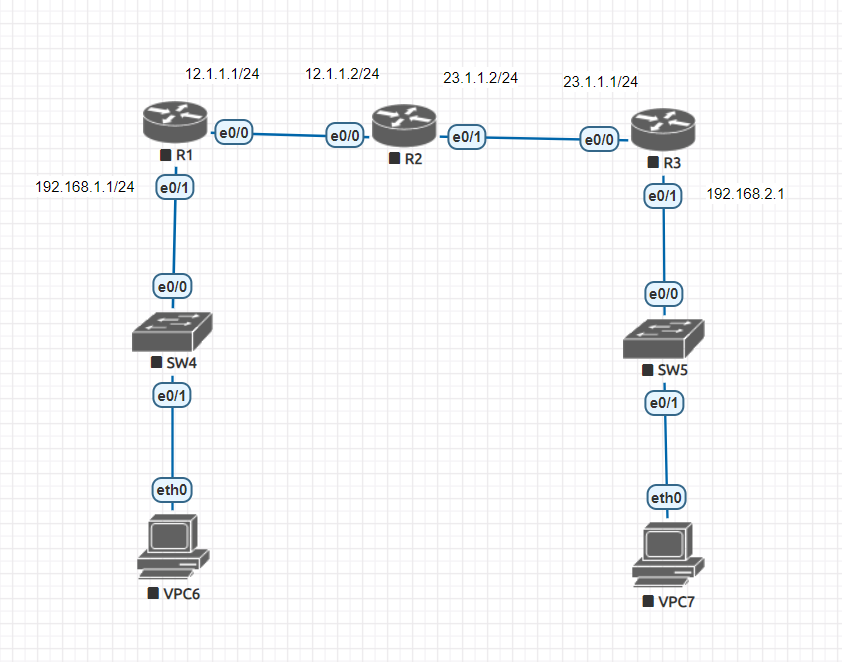 12.1.1.1/24
12.1.1.2/24
23.1.1.2/24
23.1.1.1/24
e0/0
e0/0
e0/1
e0/0
R1
R2
R3
192.168.1.1/24
e0/1
e0/1
192.168.2.1
e0/0
e0/0
SW4
SW5
e0/1
e0/1
eth0
eth0
VPC6
VPC7